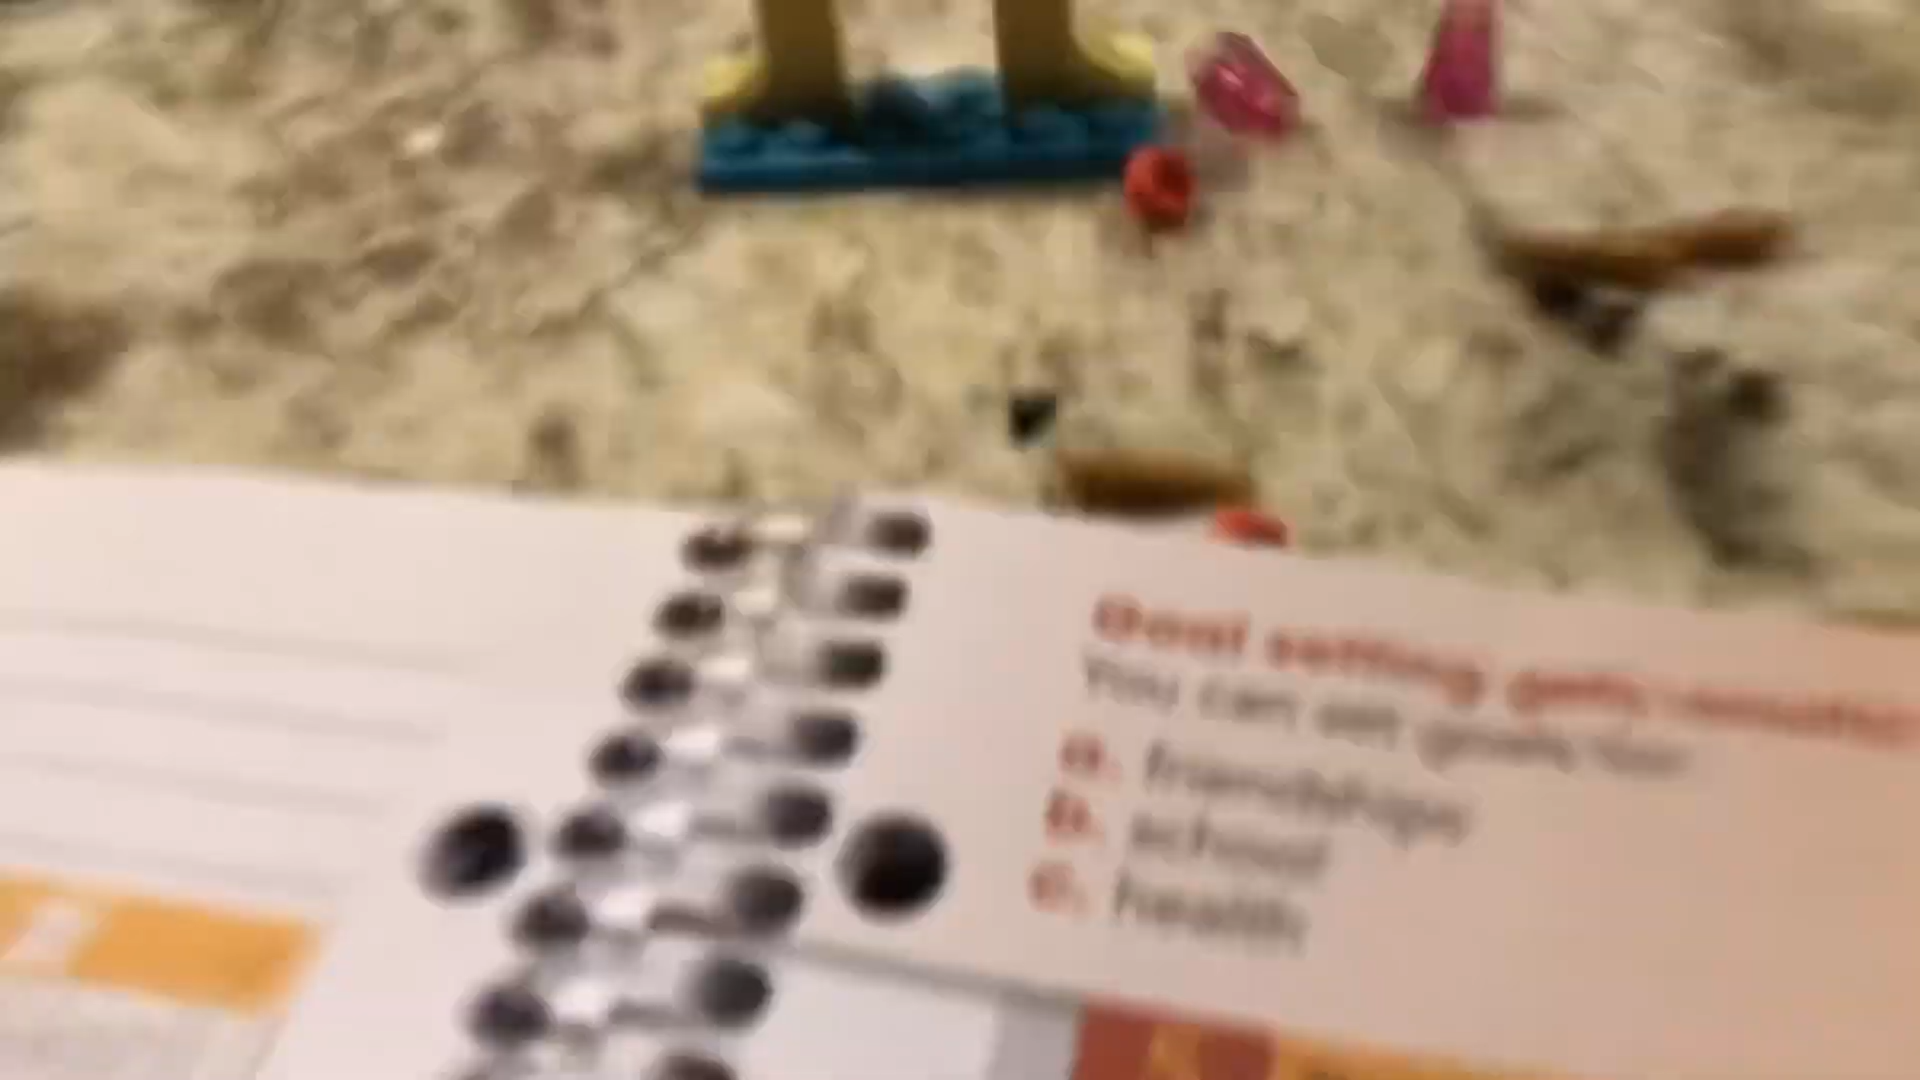 Goal setting gets results!
You can set goals for:
a. friendships
b. school
c. health